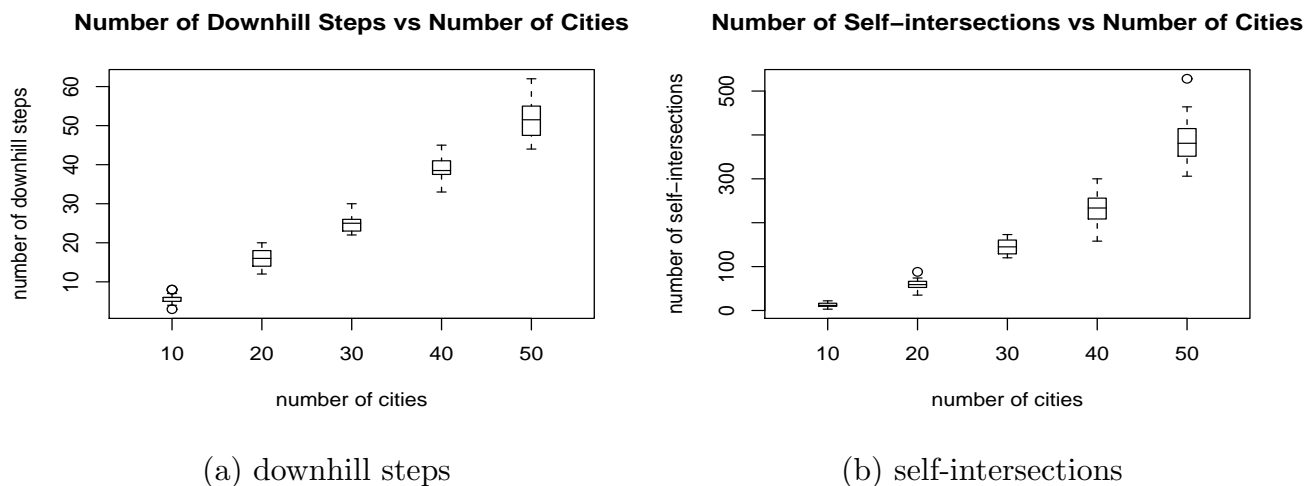 Number of Downhill Steps vs Number of Cities
number of downhill steps
60
50
40
30
20
10
10 20 30 40 50
number of cities
(a) downhill steps
Number of Self−intersections vs Number of Cities
number of self−intersections
500
300
100
0
10 20 30 40 50
number of cities
(b) self-intersections